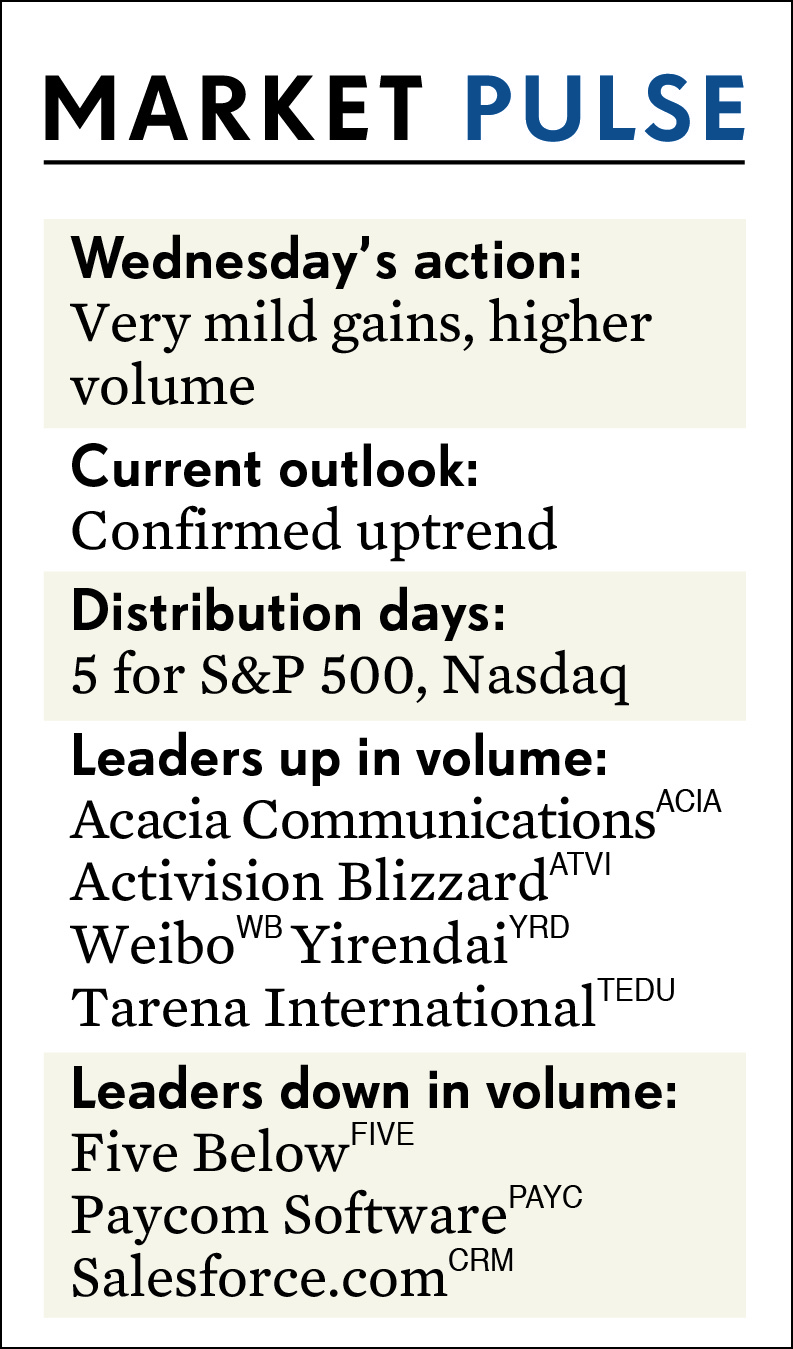 MARKET PULSE
Wednesday’s action:
Very mild gains, higher
volume
Current outlook:
Confirmed uptrend
Distribution days:
5 for S&P 500, Nasdaq
Leaders up in volume:
Acacia Communications ACIA
Activision Blizzard ATVI
Weibo WB Yirendai YRD
Tarena International TEDU
Leaders down in volume:
Five Below FIVE
Paycom Software PAYC
Salesforce.com CRM